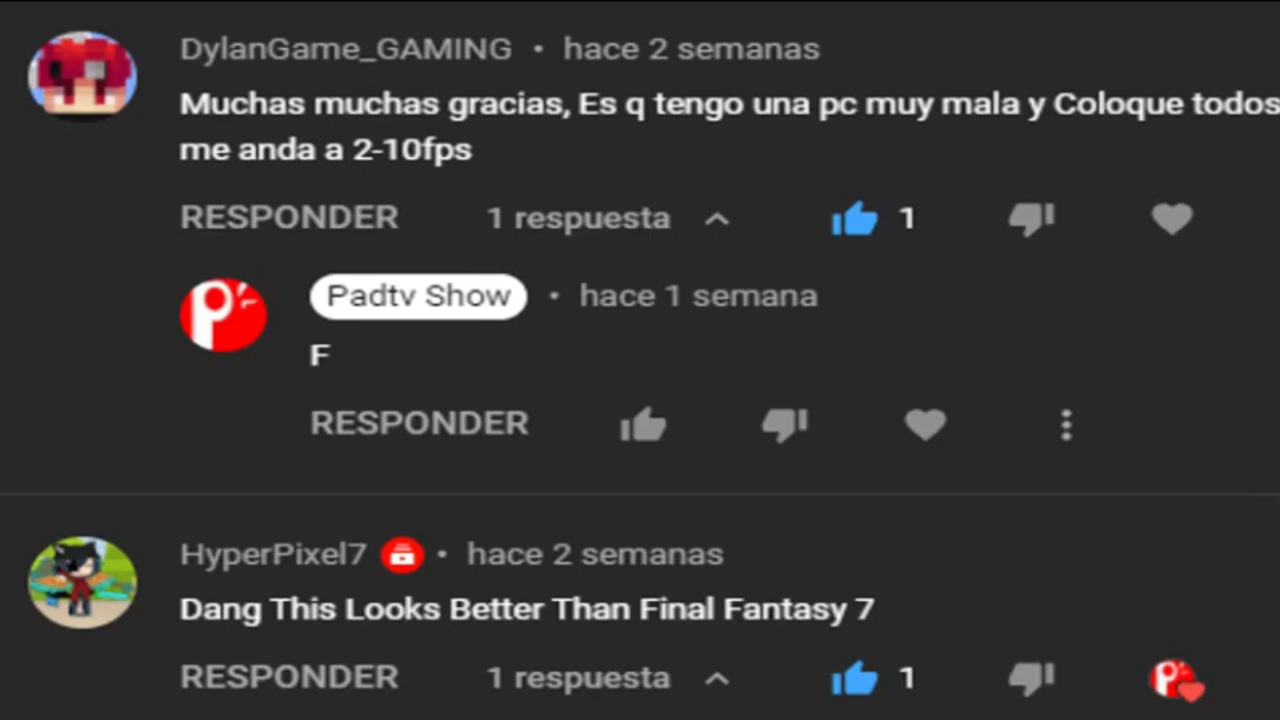 DylanGame_GAMING • hace 2 semanas
Muchas muchas gracias, Es q tengo una pc muy mala y Coloque todos
me anda a 2-10fps
RESPONDER 1 respuesta 1
Padtv Show • hace 1 semana
F
RESPONDER
HyperPixel7 • hace 2 semanas
Dang This Looks Better Than Final Fantasy 7
RESPONDER 1 respuesta 1